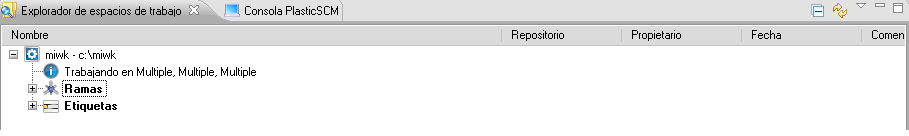 Explorador de espacios de trabajo
Consola PlasticSCM
Nombre Repositorio Propietario Fecha Comen
miwk - c:\miwk
Trabajando en Multiple, Multiple, Multiple
Ramas
Etiquetas